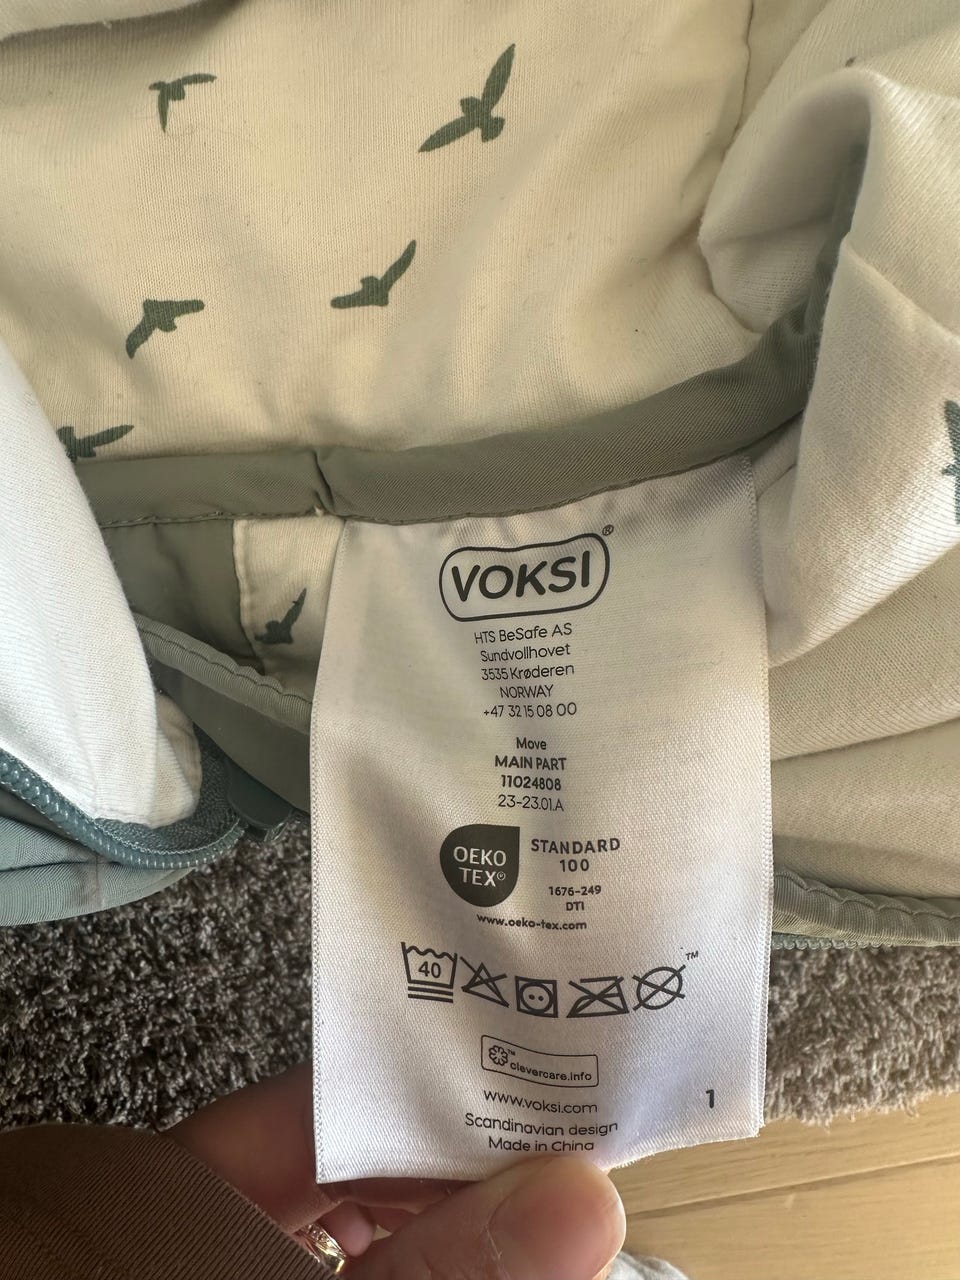 VOKSI®
HTS BeSafe AS
Sundvollhovet
3535 Krøderen
NORWAY
+47 32 15 08 00
Move
MAIN PART
11024808
23-23.01.A
OEKO
TEX®
STANDARD
100
1676-249
DTI
www.oeko-tex.com
40
™
™
clevercare.info
www.voksi.com
1
Scandinavian design
Made in China